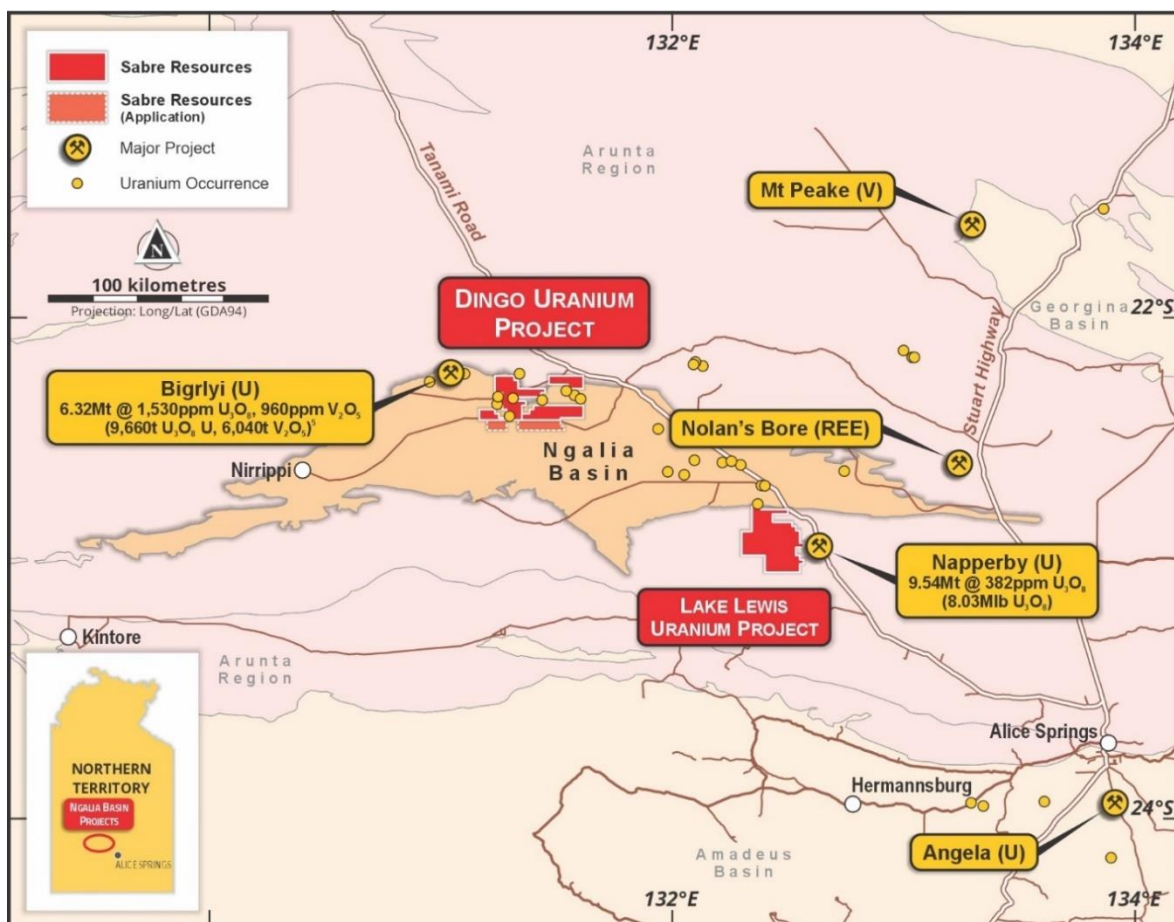 132°E
134°E
Sabre Resources
Sabre Resources
(Application)
Major Project
Uranium Occurrence
N
100 kilometres
Projection: Long/Lat (GDA94)
Tanami Road
Arunta
Region
Mt Peake (V)
DINGO URANIUM
PROJECT
Stuart Highway
22°S
Georgina
Basin
Bigrlyi (U)
6.32Mt @ 1,530ppm U₃O₈, 960ppm V₂O₅
(9,660t U₃O₈ U, 6,040t V₂O₅)⁵
Nolan's Bore (REE)
Ngalia
Basin
Nirrippi
Napperby (U)
9.54Mt @ 382ppm U₃O₈
(8.03Mlb U₃O₈)
LAKE LEWIS
URANIUM PROJECT
Kintore
Arunta
Region
Alice Springs
Hermannsburg
24°S
Angela (U)
Amadeus
Basin
NORTHERN
TERRITORY
NGALIA BASIN
PROJECTS
ALICE SPRINGS
132°E
134°E